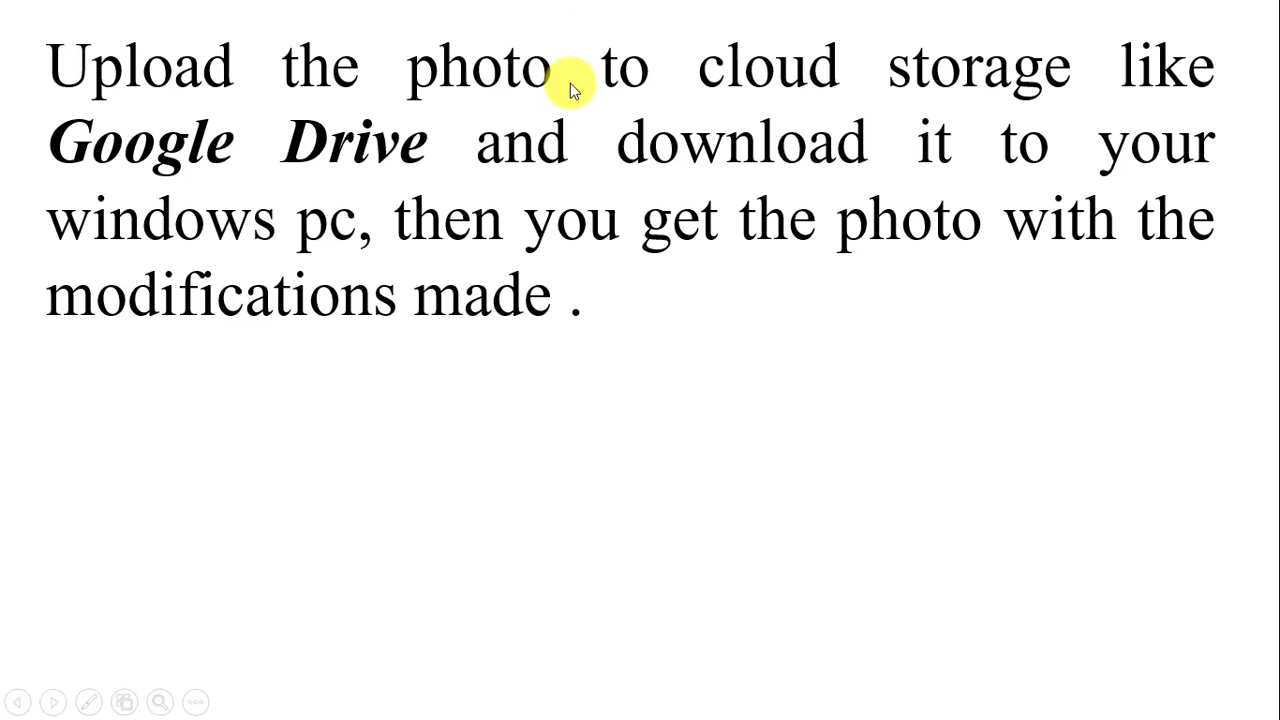 Upload the photo to cloud storage like
Google Drive and download it to your
windows pc, then you get the photo with the
modifications made .